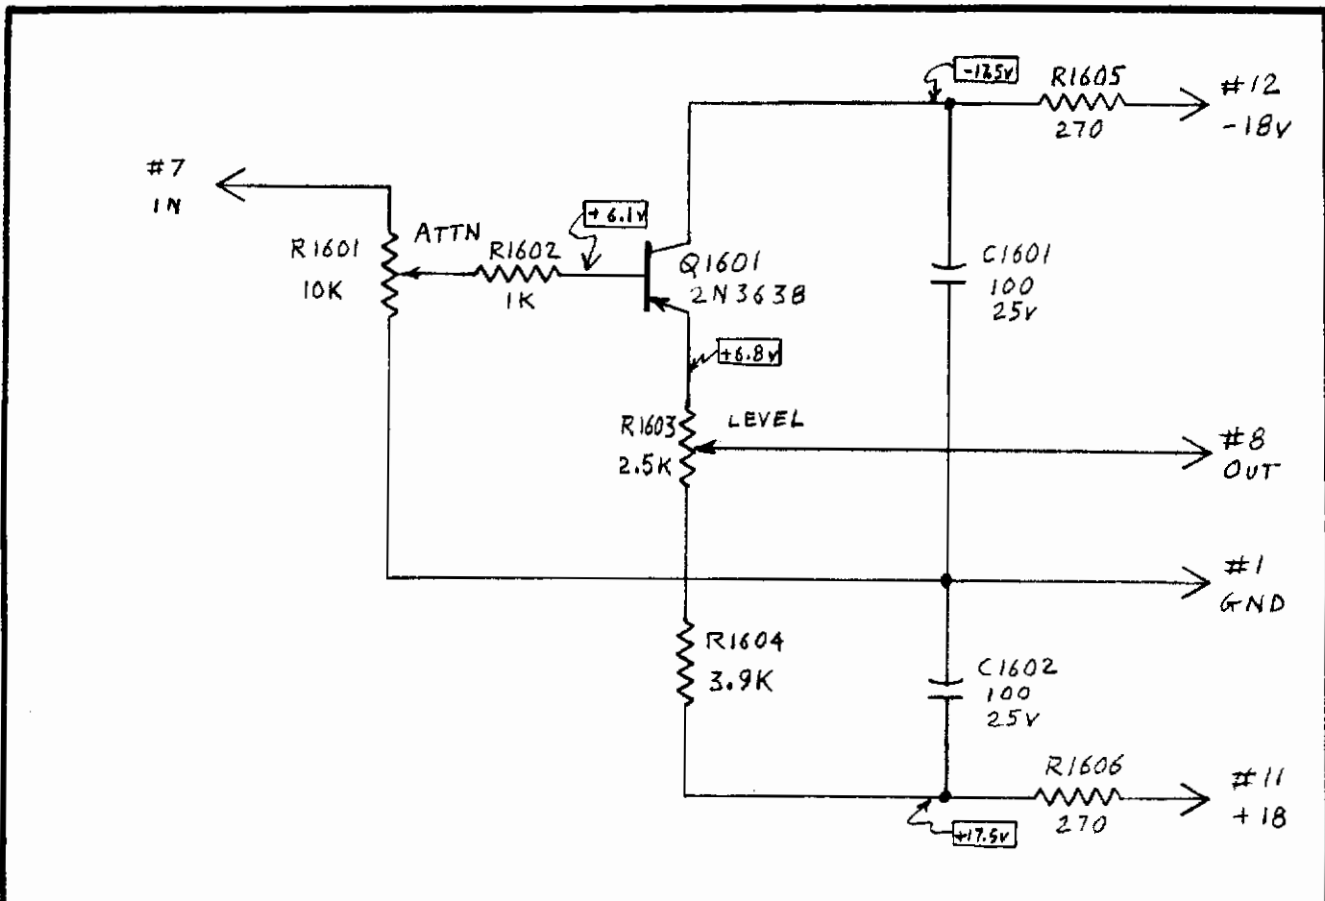 -17.5v
R1605
270
#12
-18v
#7
IN
ATTN
R1601
10K
R1602
1K
+6.1v
Q1601
2N3638
C1601
100
25v
+6.8v
R1603
2.5K
LEVEL
#8
OUT
#1
GND
R1604
3.9K
C1602
100
25v
R1606
270
#11
+18
+17.5v